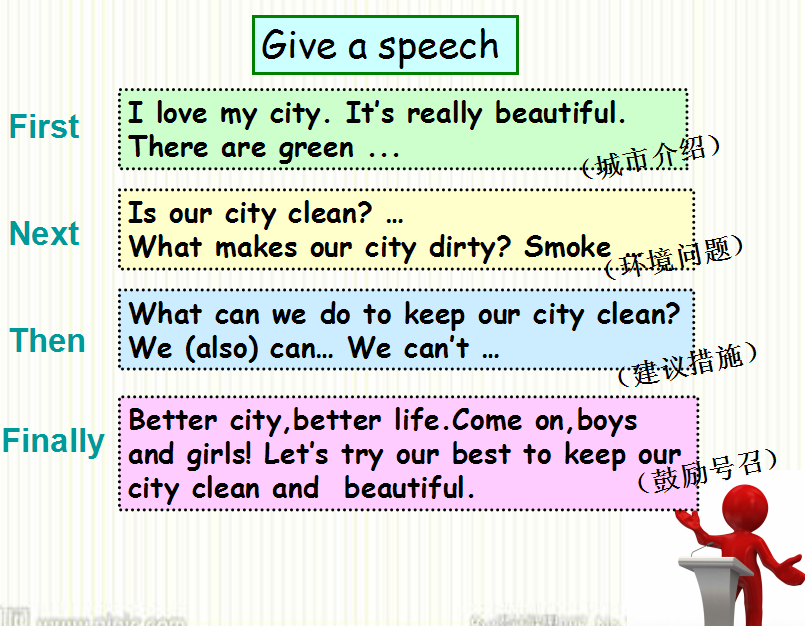 Give a speech
First
I love my city. It's really beautiful.
There are green ...
(城市介绍)
Next
Is our city clean? …
What makes our city dirty? Smoke …
(环境问题)
Then
What can we do to keep our city clean?
We (also) can… We can't …
(建议措施)
Finally
Better city,better life.Come on,boys
and girls! Let's try our best to keep our
city clean and beautiful.
(鼓励号召)